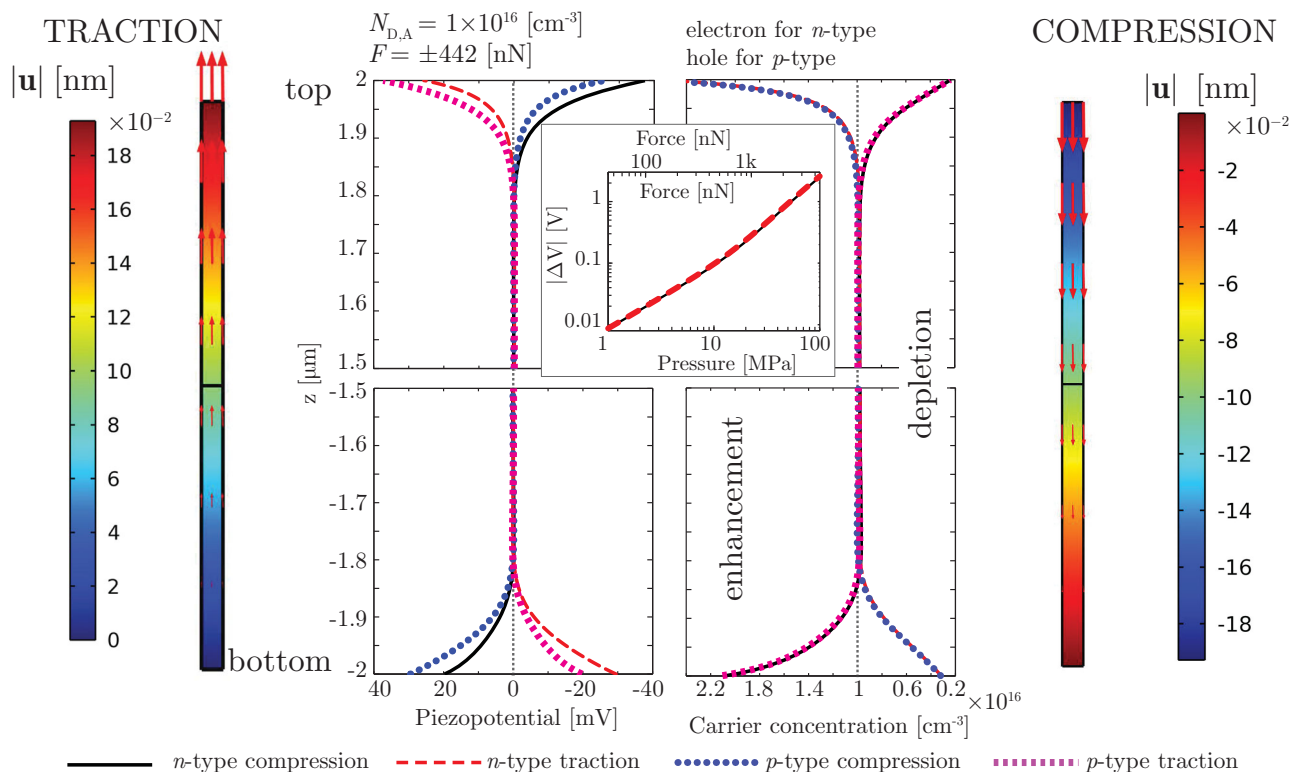 TRACTION
|u| [nm]
×10-2
18
16
14
12
10
8
6
4
2
0
N_D,A = 1×10^16 [cm-3]
F = ±442 [nN]
top
bottom
2
1.9
1.8
1.7
1.6
1.5
z [μm]
-1.5
-1.6
-1.7
-1.8
-1.9
-2
40 20 0 -20 -40
Piezopotential [mV]
electron for n-type
hole for p-type
Force [nN]
100 1k
Force [nN]
|ΔV| [V]
1
0.1
0.01
1 10 100
Pressure [MPa]
enhancement
depletion
2.2 1.8 1.4 1 0.6 0.2
×10^16
Carrier concentration [cm-3]
COMPRESSION
|u| [nm]
×10-2
-2
-4
-6
-8
-10
-12
-14
-16
-18
n-type compression n-type traction p-type compression p-type traction